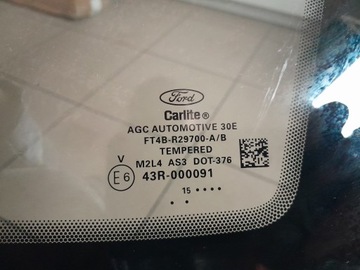 Ford
Carlite®
AGC AUTOMOTIVE 30E
FT4B-R29700-A/B
TEMPERED
V M2L4 AS3 DOT-376
E6 43R-000091
15 ••••
• •